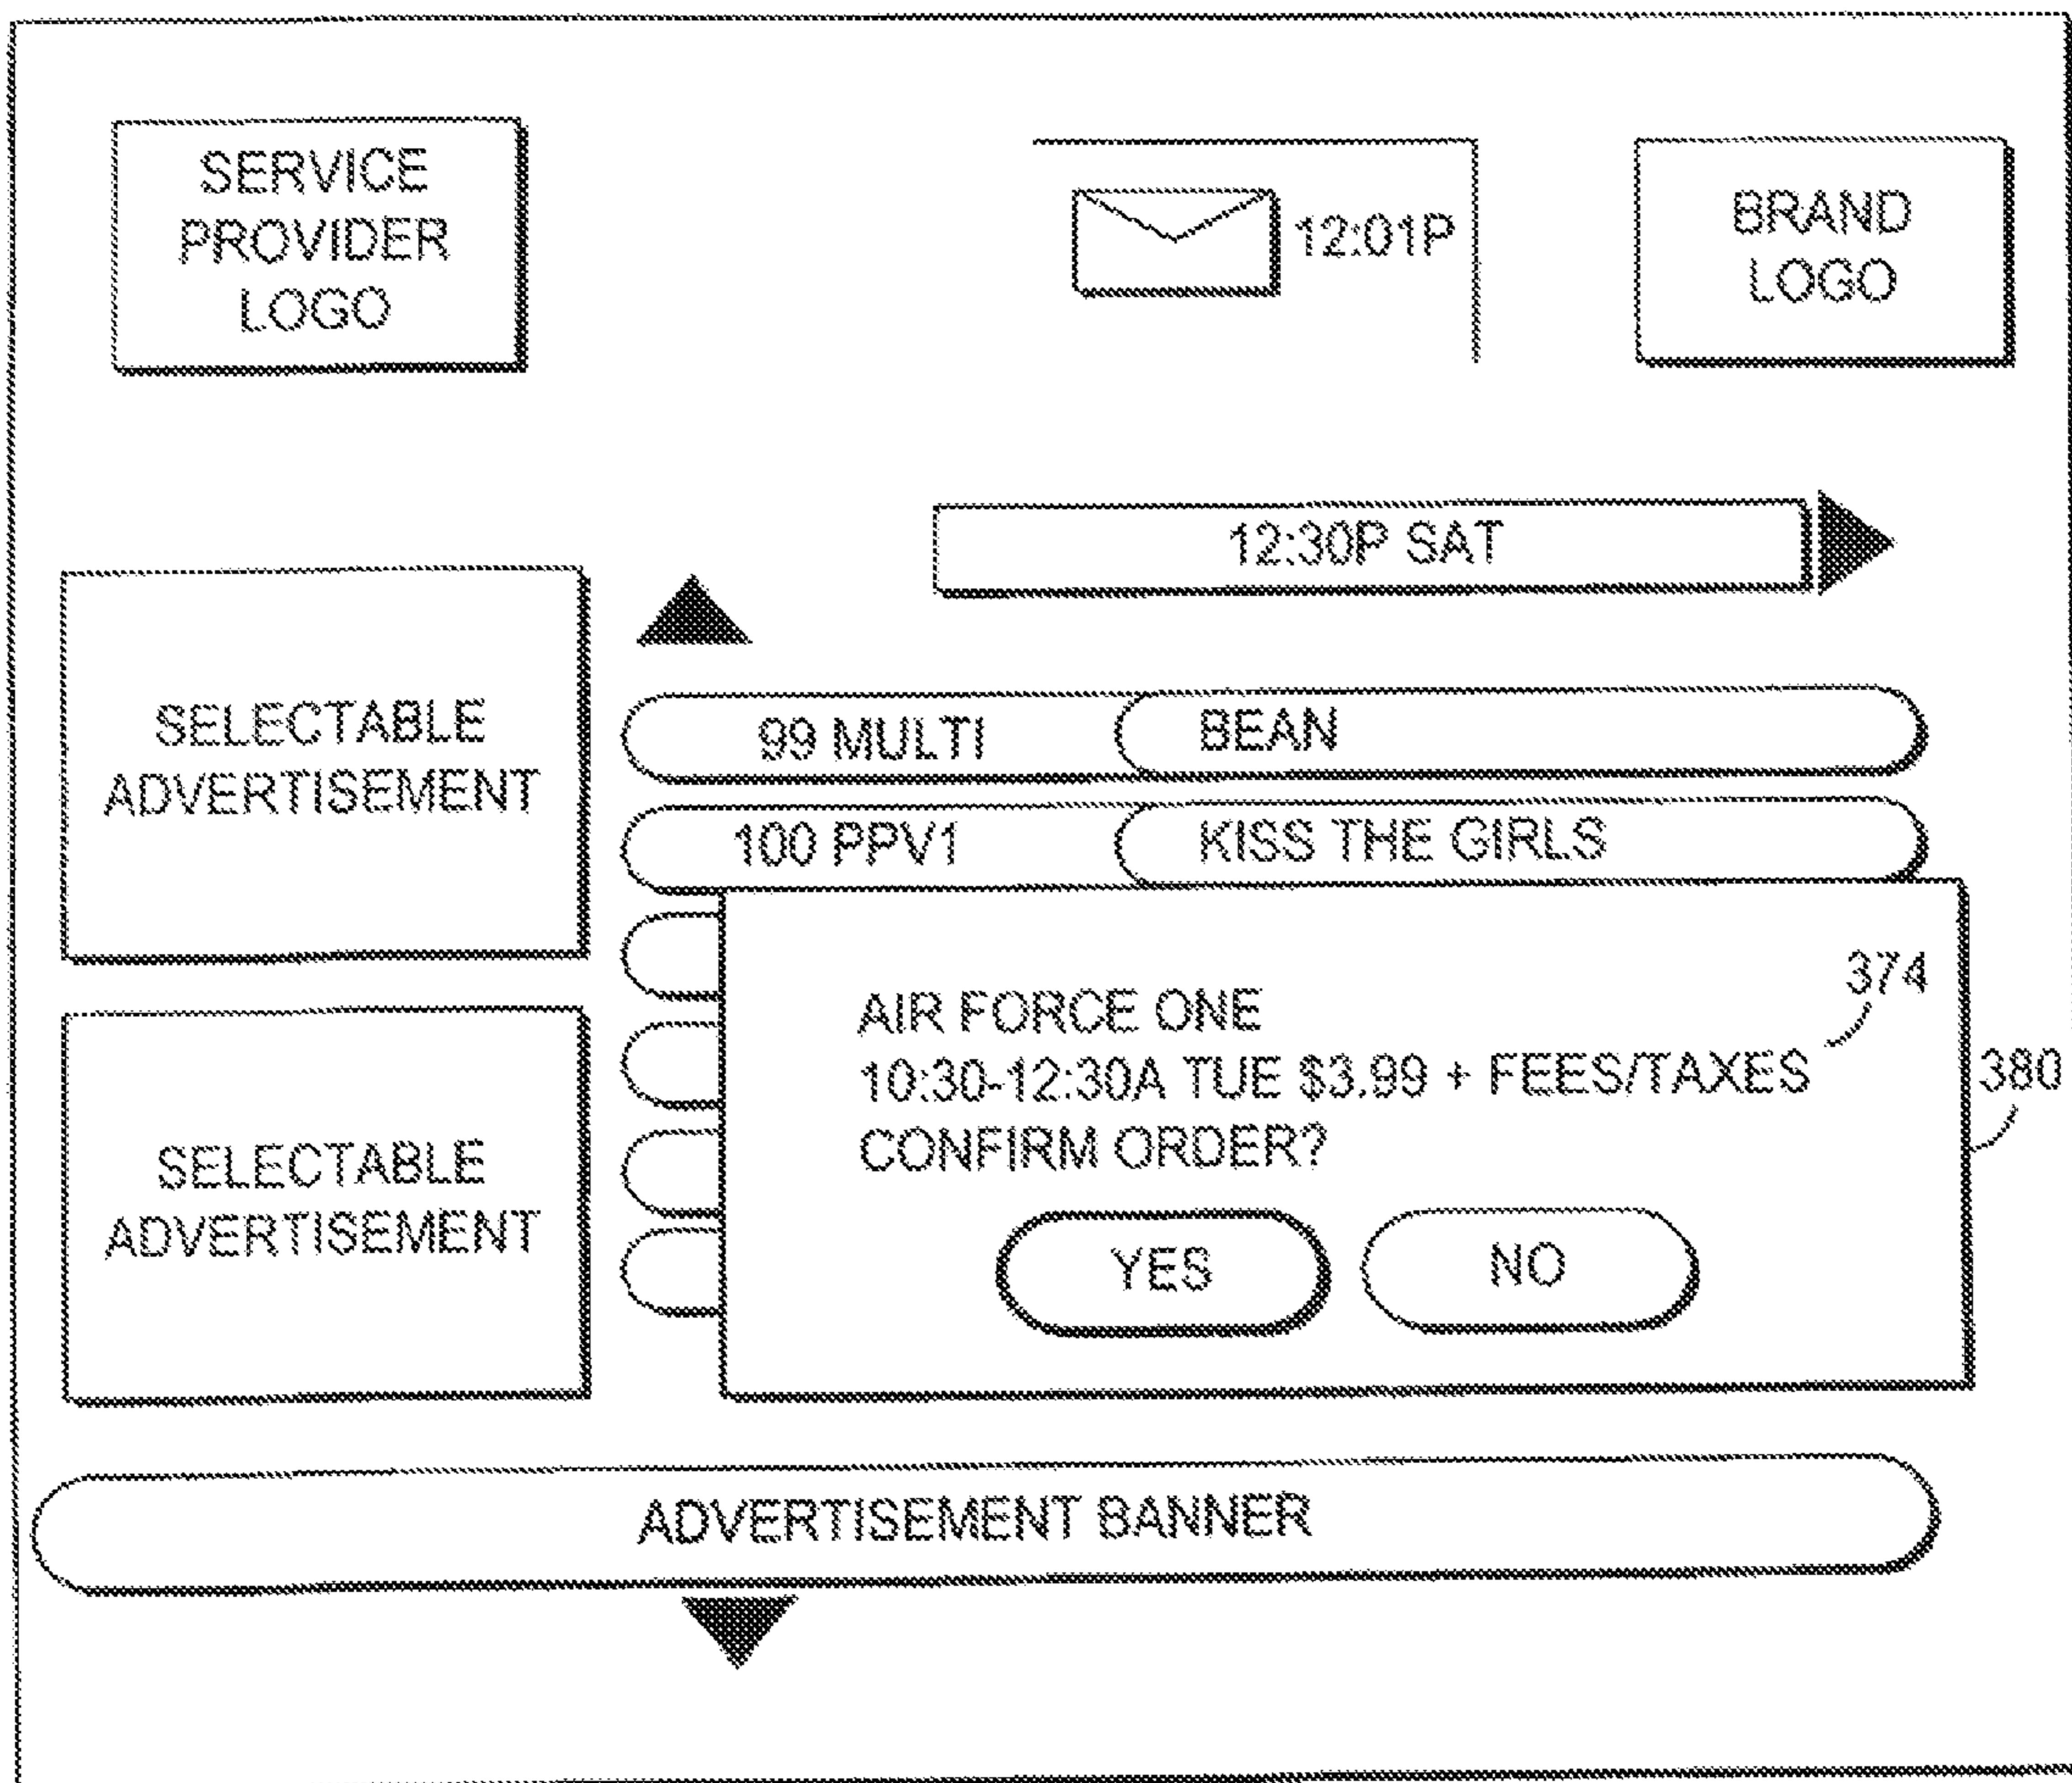 SERVICE
PROVIDER
LOGO
12:01P
BRAND
LOGO
12:30P SAT
SELECTABLE
ADVERTISEMENT
99 MULTI
BEAN
100 PPV1
KISS THE GIRLS
374
AIR FORCE ONE
10:30-12:30A TUE $3.99 + FEES/TAXES
CONFIRM ORDER?
380
YES
NO
SELECTABLE
ADVERTISEMENT
ADVERTISEMENT BANNER